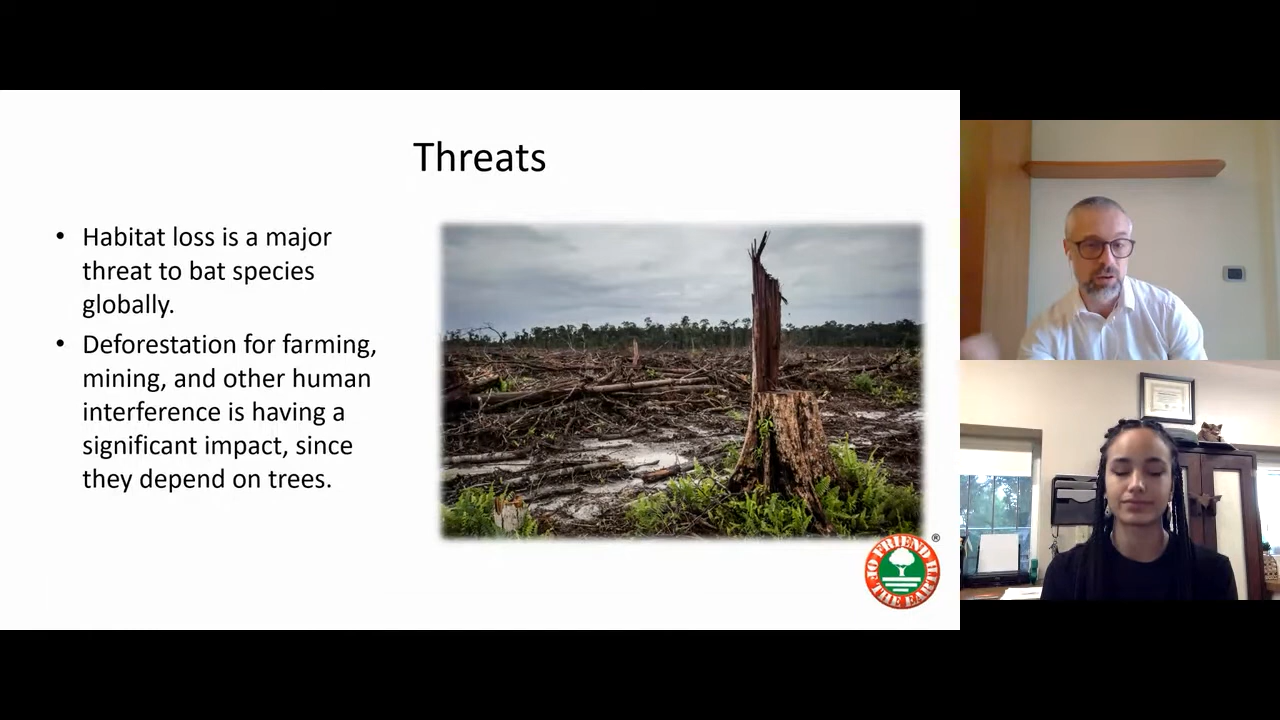 Threats
• Habitat loss is a major
threat to bat species
globally.
• Deforestation for farming,
mining, and other human
interference is having a
significant impact, since
they depend on trees.
FRIEND OF THE EARTH ®